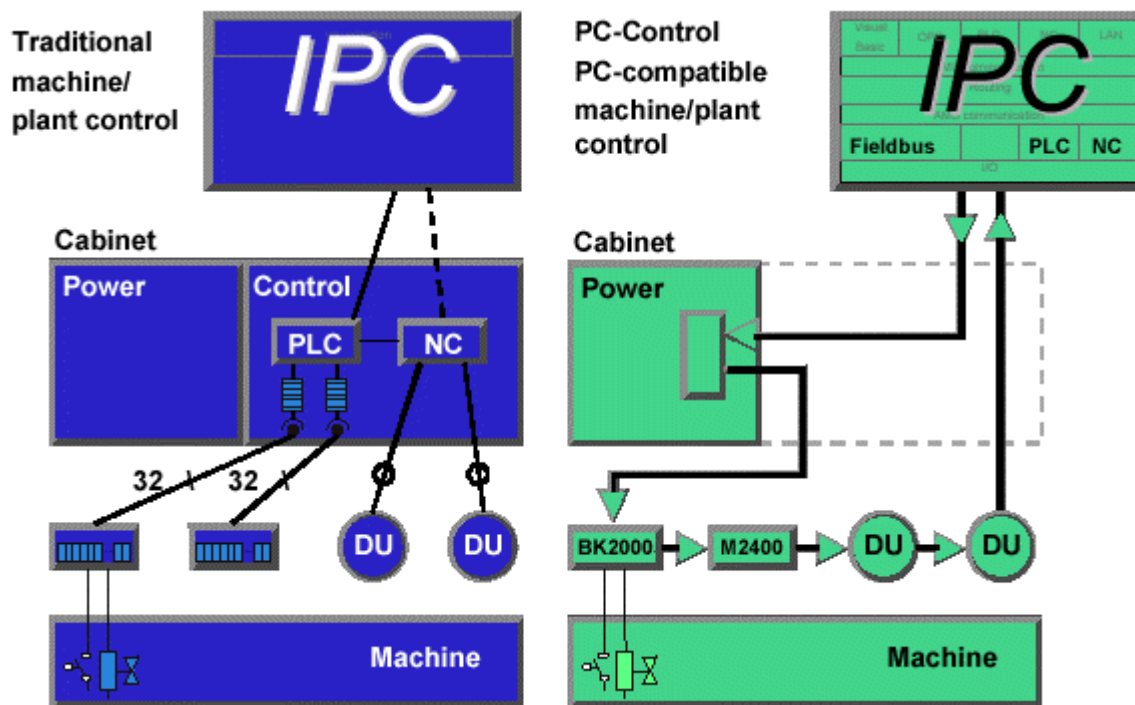 Traditional
machine/
plant control
IPC
Cabinet
Power
Control
PLC
NC
32
32
DU
DU
Machine
PC-Control
PC-compatible
machine/plant
control
Visual
Basic
LAN
IPC
Routing
communication
Fieldbus
PLC
NC
I/O
Cabinet
Power
BK2000
M2400
DU
DU
Machine